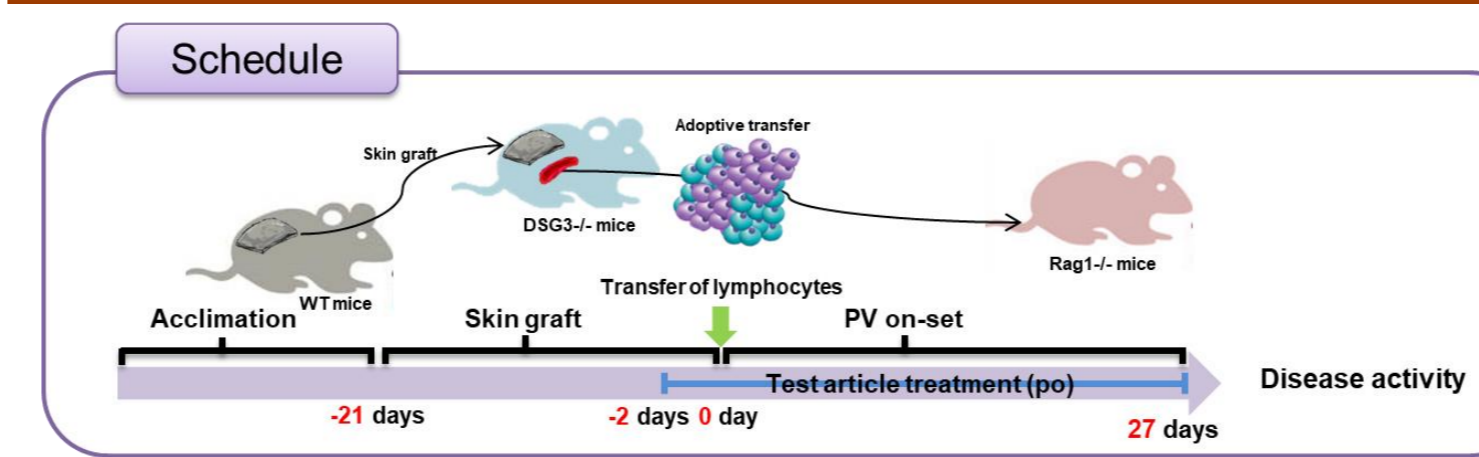 Schedule
Adoptive transfer
Skin graft
DSG3-/- mice
Rag1-/- mice
WT mice
Transfer of lymphocytes
Acclimation
Skin graft
PV on-set
Test article treatment (po)
Disease activity
-21 days
-2 days
0 day
27 days